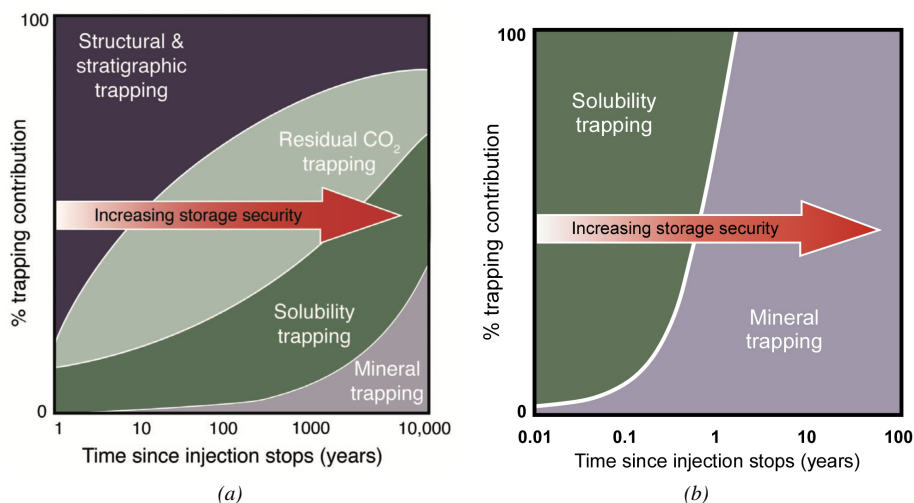 100
Structural &
stratigraphic
trapping
Residual CO₂
trapping
Increasing storage security
Solubility
trapping
Mineral
trapping
% trapping contribution
0
1 10 100 1000 10,000
Time since injection stops (years)
(a)
100
Solubility
trapping
Increasing storage security
Mineral
trapping
% trapping contribution
0
0.01 0.1 1 10 100
Time since injection stops (years)
(b)